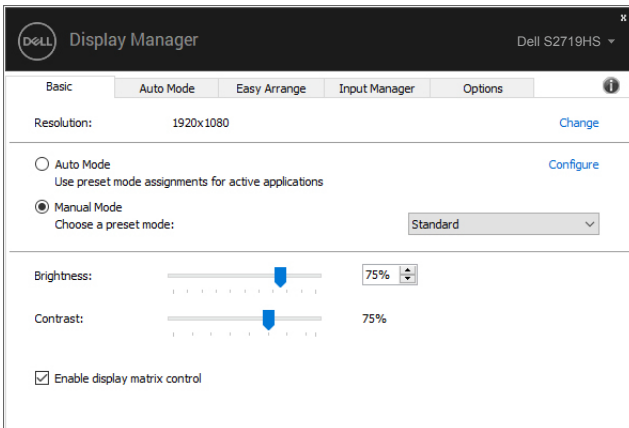 x
DELL Display Manager Dell S2719HS
Basic Auto Mode Easy Arrange Input Manager Options i
Resolution: 1920x1080 Change
Auto Mode Configure
Use preset mode assignments for active applications
Manual Mode
Choose a preset mode: Standard
Brightness: 75%
Contrast: 75%
Enable display matrix control